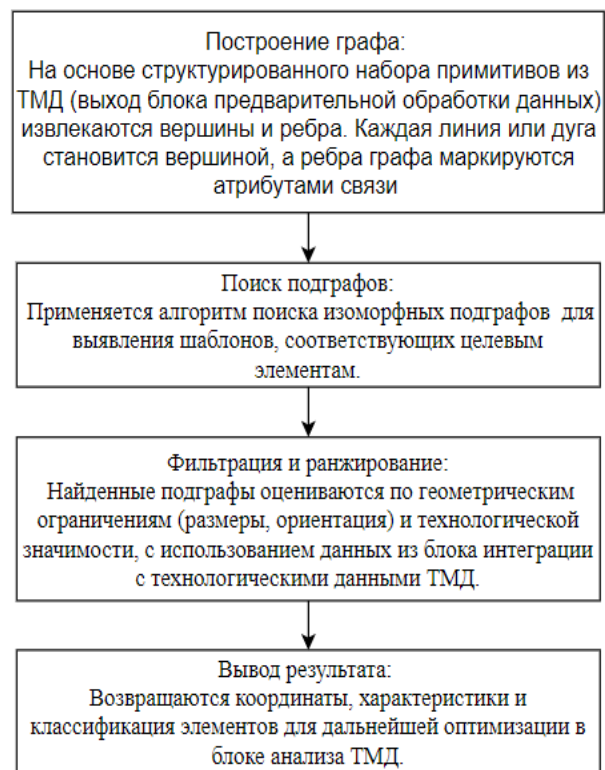 Построение графа:
На основе структурированного набора примитивов из
ТМД (выход блока предварительной обработки данных)
извлекаются вершины и ребра. Каждая линия или дуга
становится вершиной, а ребра графа маркируются
атрибутами связи
Поиск подграфов:
Применяется алгоритм поиска изоморфных подграфов для
выявления шаблонов, соответствующих целевым
элементам.
Фильтрация и ранжирование:
Найденные подграфы оцениваются по геометрическим
ограничениям (размеры, ориентация) и технологической
значимости, с использованием данных из блока интеграции
с технологическими данными ТМД.
Вывод результата:
Возвращаются координаты, характеристики и
классификация элементов для дальнейшей оптимизации в
блоке анализа ТМД.